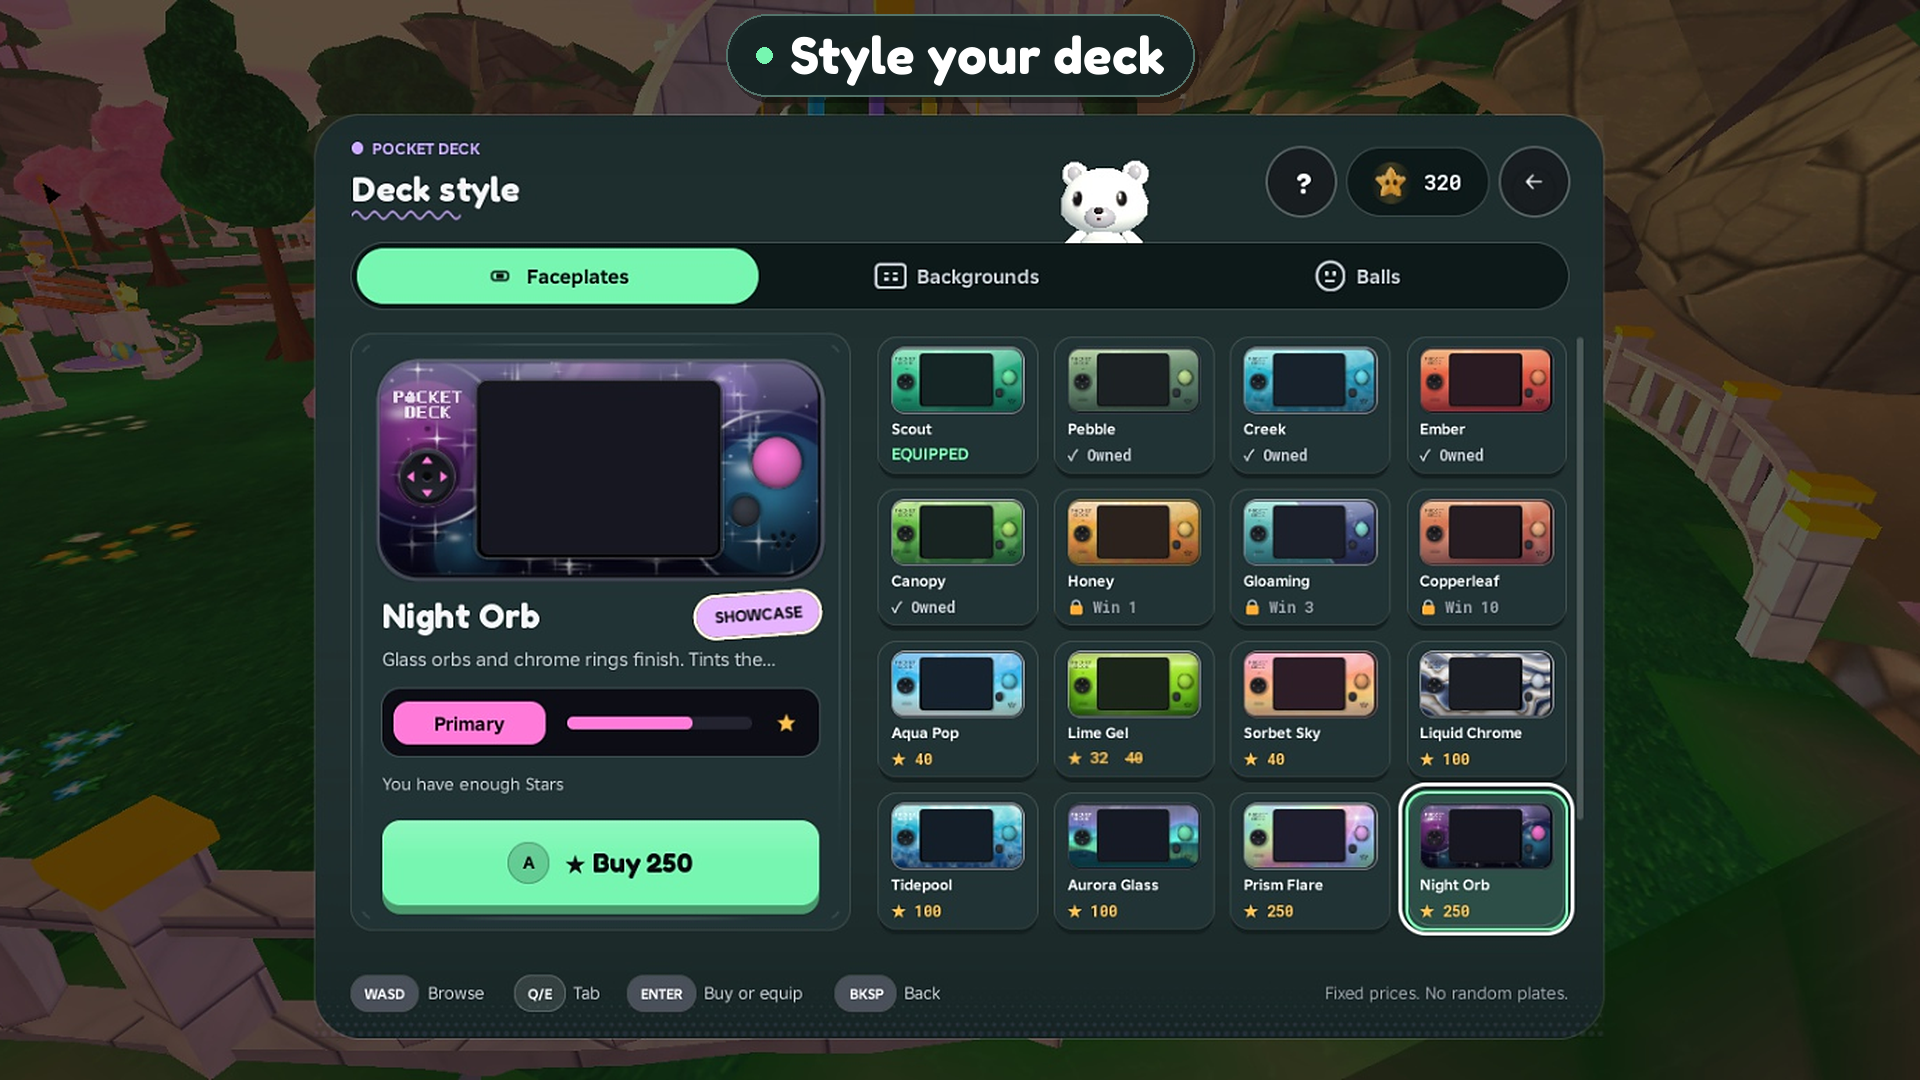 Style your deck
POCKET DECK
Deck style
?
320
Faceplates
Backgrounds
Balls
POCKET
DECK
Night Orb
SHOWCASE
Glass orbs and chrome rings finish. Tints the...
Primary
You have enough Stars
A ★ Buy 250
Scout
EQUIPPED
Pebble
✓ Owned
Creek
✓ Owned
Ember
✓ Owned
Canopy
✓ Owned
Honey
Win 1
Gloaming
Win 3
Copperleaf
Win 10
Aqua Pop
★ 40
Lime Gel
★ 32 40
Sorbet Sky
★ 40
Liquid Chrome
★ 100
Tidepool
★ 100
Aurora Glass
★ 100
Prism Flare
★ 250
Night Orb
★ 250
WASD Browse Q/E Tab ENTER Buy or equip BKSP Back
Fixed prices. No random plates.